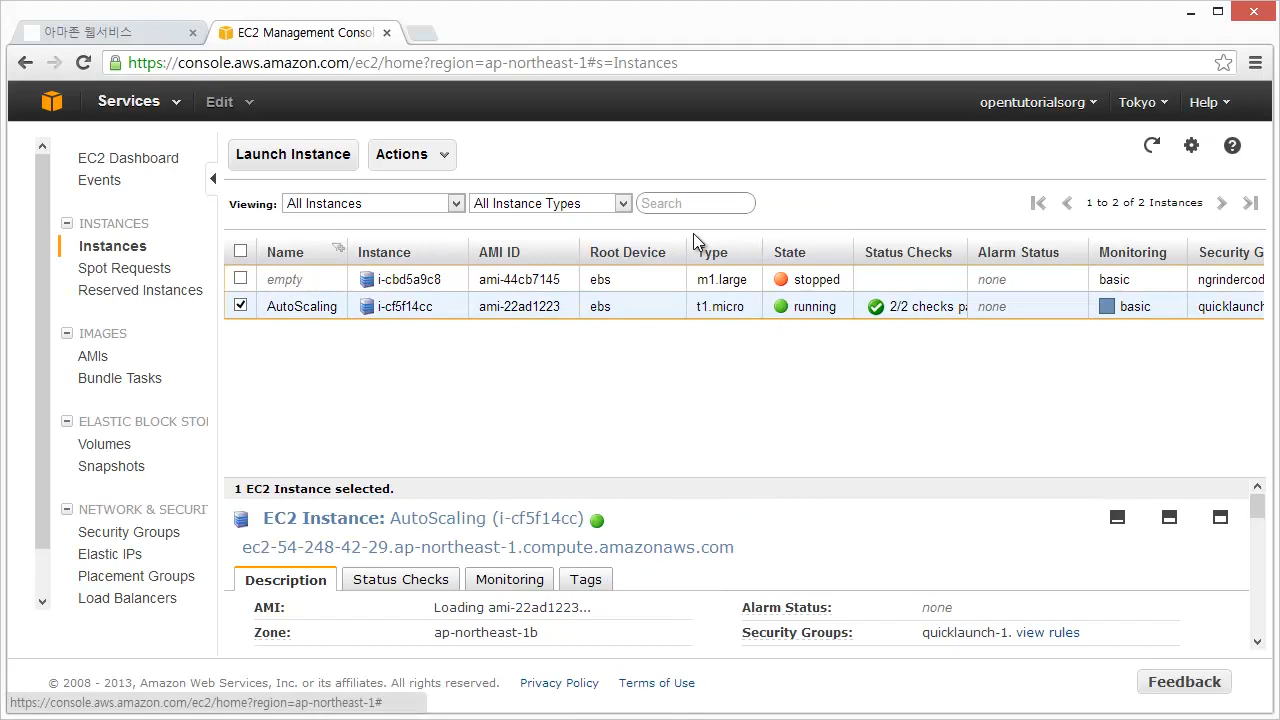 아마존 웹서비스
EC2 Management Consol
https://console.aws.amazon.com/ec2/home?region=ap-northeast-1#s=Instances
Services Edit opentutorialsorg Tokyo Help
EC2 Dashboard
Events
INSTANCES
Instances
Spot Requests
Reserved Instances
IMAGES
AMIs
Bundle Tasks
ELASTIC BLOCK STO
Volumes
Snapshots
NETWORK & SECURIT
Security Groups
Elastic IPs
Placement Groups
Load Balancers
Launch Instance Actions
Viewing: All Instances All Instance Types Search 1 to 2 of 2 Instances
Name Instance AMI ID Root Device Type State Status Checks Alarm Status Monitoring Security G
empty i-cbd5a9c8 ami-44cb7145 ebs m1.large stopped none basic ngrindercod
AutoScaling i-cf5f14cc ami-22ad1223 ebs t1.micro running 2/2 checks pa none basic quicklaunch
1 EC2 Instance selected.
EC2 Instance: AutoScaling (i-cf5f14cc)
ec2-54-248-42-29.ap-northeast-1.compute.amazonaws.com
Description Status Checks Monitoring Tags
AMI: Loading ami-22ad1223... Alarm Status: none
Zone: ap-northeast-1b Security Groups: quicklaunch-1. view rules
© 2008 - 2013, Amazon Web Services, Inc. or its affiliates. All rights reserved. Privacy Policy Terms of Use Feedback
https://console.aws.amazon.com/ec2/home?region=ap-northeast-1#